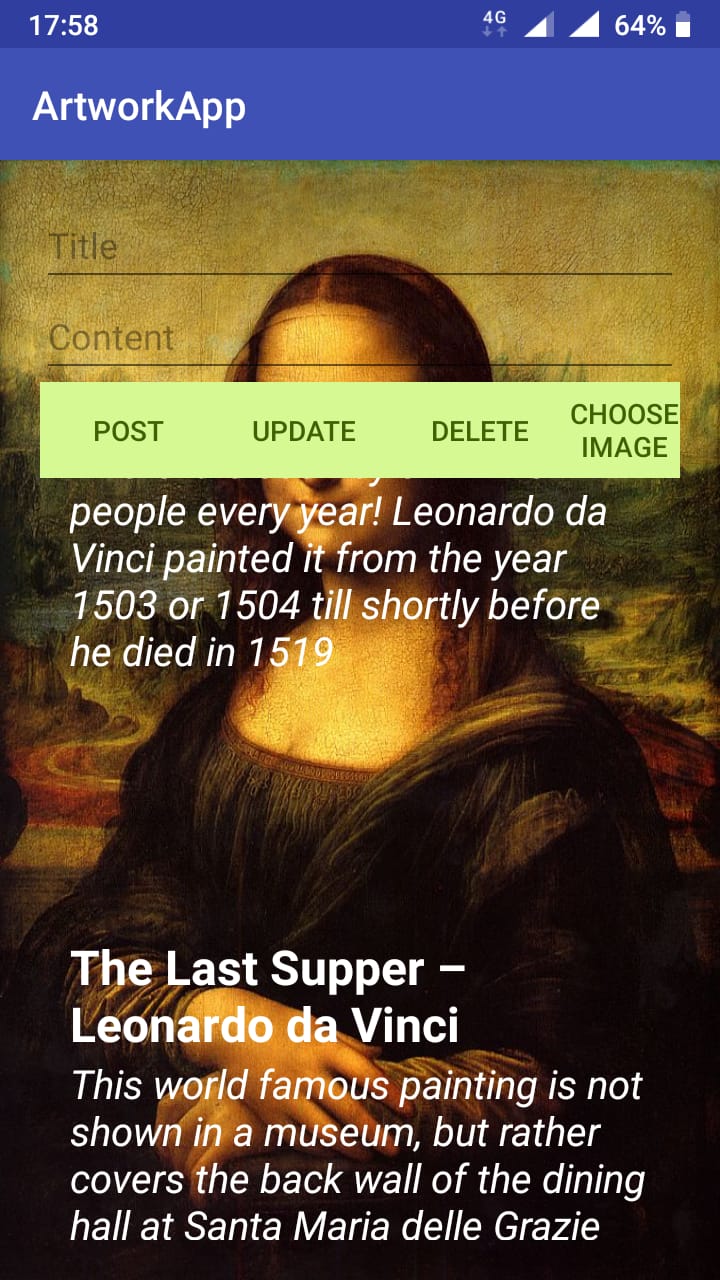 17:58 4G 64%
ArtworkApp
Title
Content
POST UPDATE DELETE CHOOSE
IMAGE
people every year! Leonardo da
Vinci painted it from the year
1503 or 1504 till shortly before
he died in 1519
The Last Supper –
Leonardo da Vinci
This world famous painting is not
shown in a museum, but rather
covers the back wall of the dining
hall at Santa Maria delle Grazie